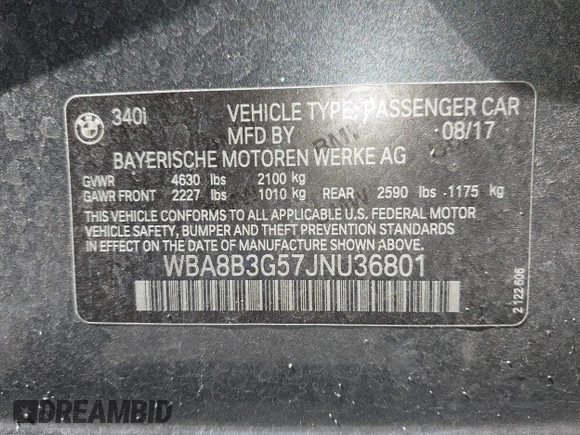 BMW
340i VEHICLE TYPE: PASSENGER CAR
MFD BY 08/17
BAYERISCHE MOTOREN WERKE AG
GVWR 4630 lbs 2100 kg
GAWR FRONT 2227 lbs 1010 kg REAR 2590 lbs - 1175 kg
THIS VEHICLE CONFORMS TO ALL APPLICABLE U.S. FEDERAL MOTOR
VEHICLE SAFETY, BUMPER AND THEFT PREVENTION STANDARDS
IN EFFECT ON THE DATE OF MANUFACTURE SHOWN ABOVE.
WBA8B3G57JNU36801
2 122 606
DREAMBID